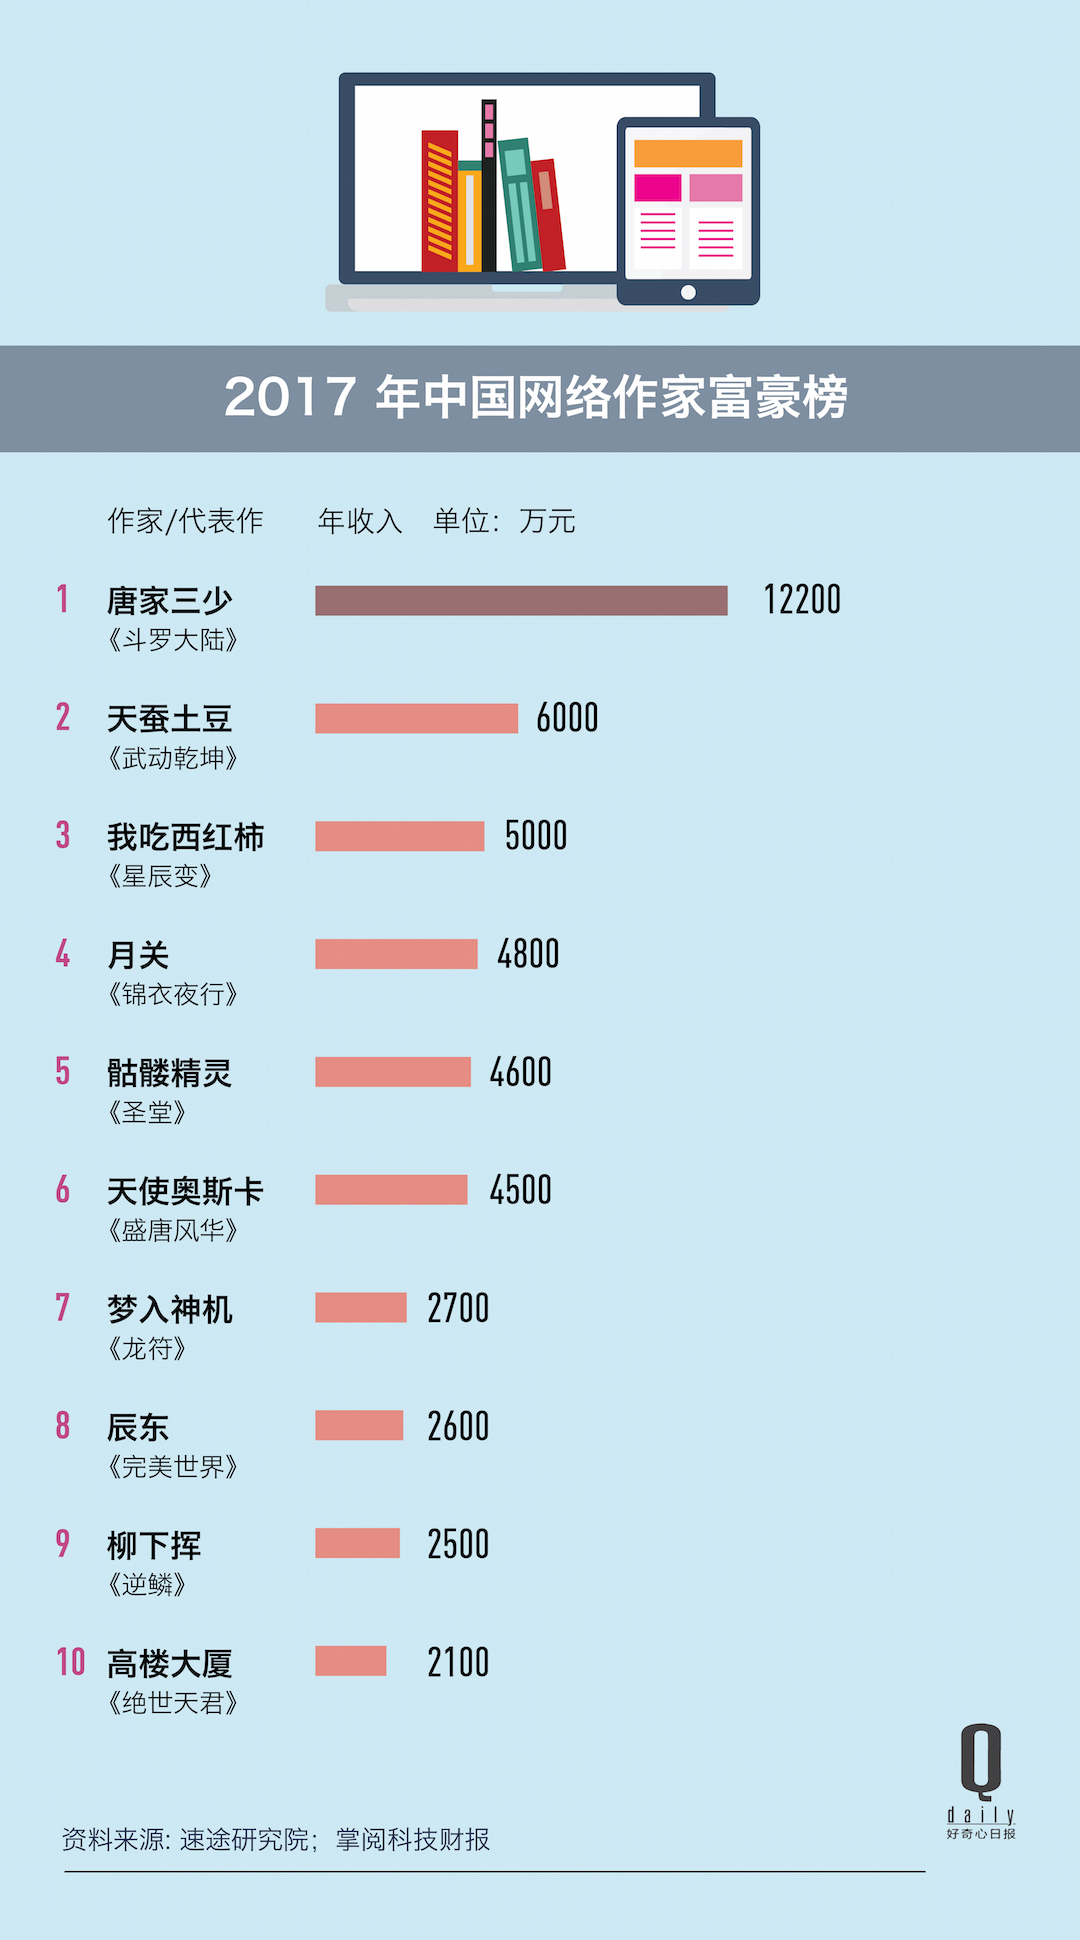 2017 年中国网络作家富豪榜
作家/代表作 年收入 单位：万元
1 唐家三少 12200
《斗罗大陆》
2 天蚕土豆 6000
《武动乾坤》
3 我吃西红柿 5000
《星辰变》
4 月关 4800
《锦衣夜行》
5 骷髅精灵 4600
《圣堂》
6 天使奥斯卡 4500
《盛唐风华》
7 梦入神机 2700
《龙符》
8 辰东 2600
《完美世界》
9 柳下挥 2500
《逆鳞》
10 高楼大厦 2100
《绝世天君》
Q
daily
好奇心日报
资料来源: 速途研究院；掌阅科技财报